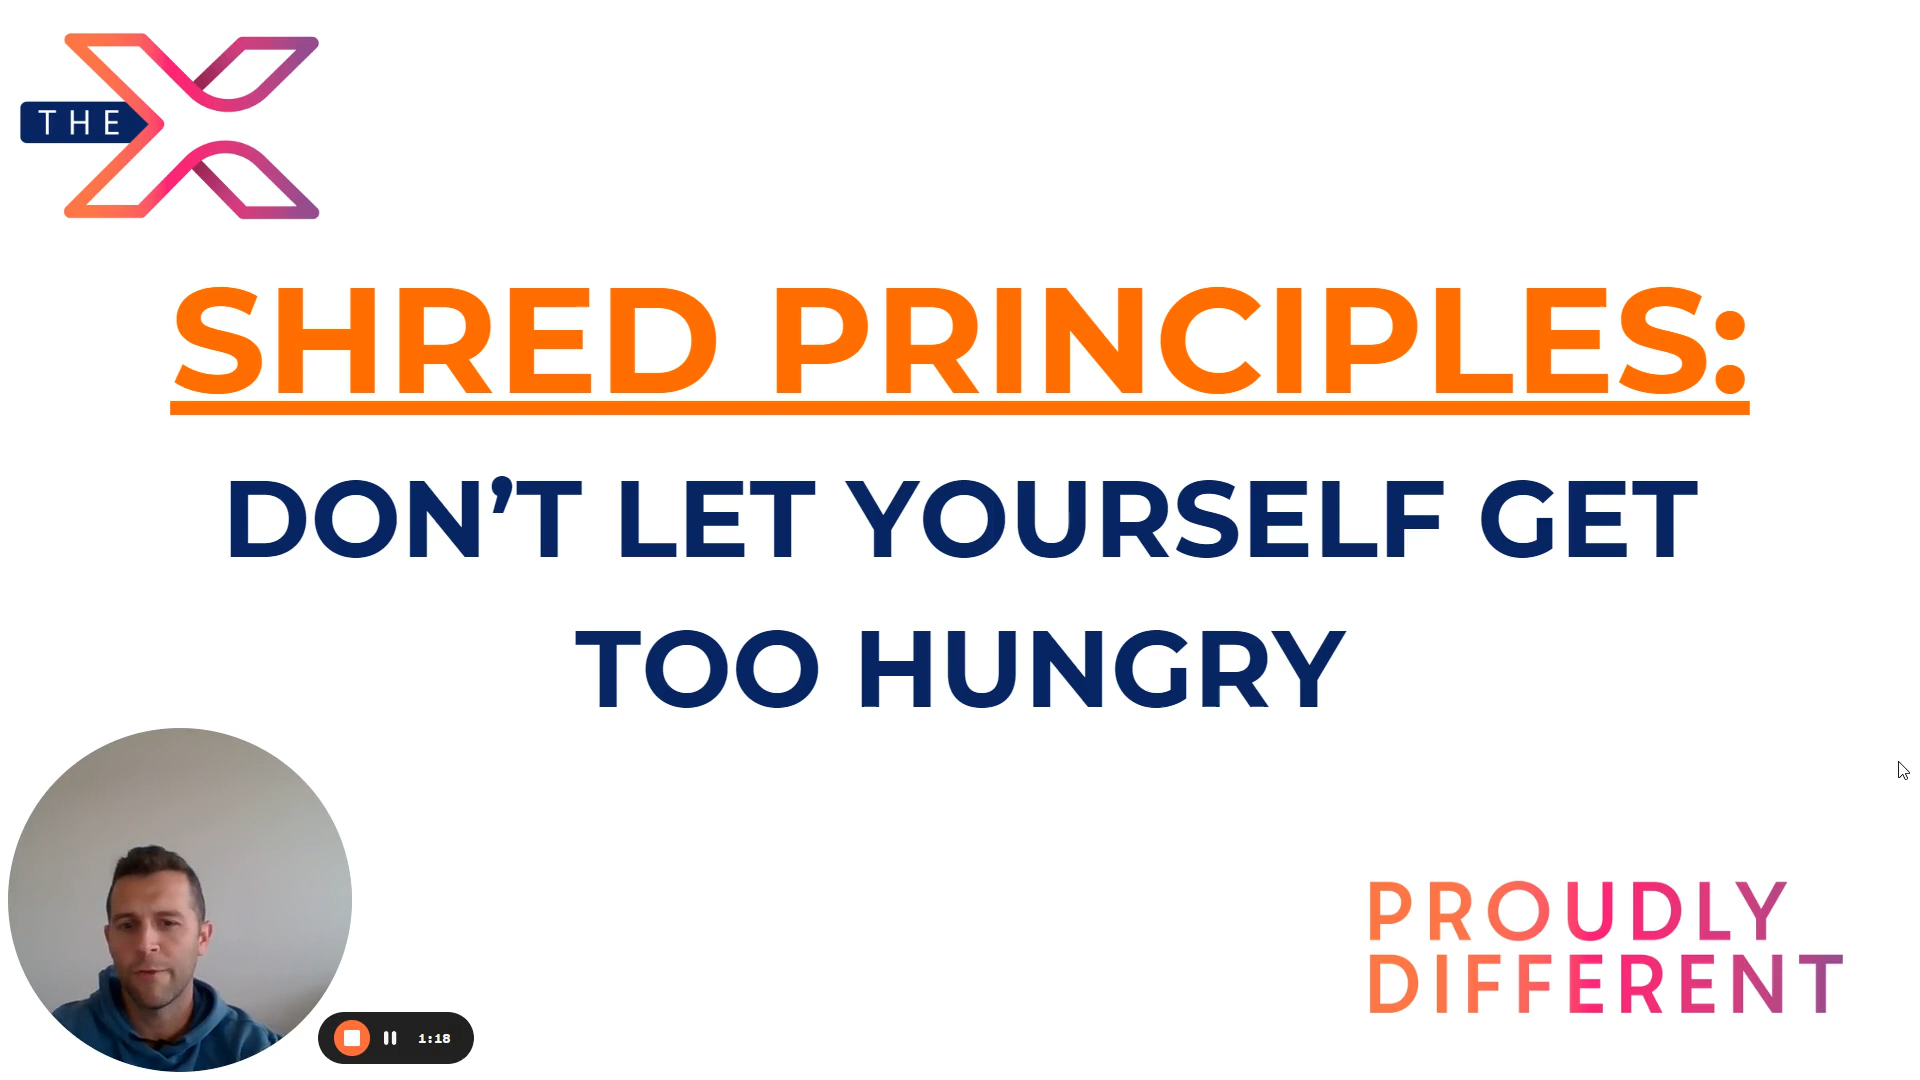 THE X
SHRED PRINCIPLES:
DON’T LET YOURSELF GET
TOO HUNGRY
PROUDLY
DIFFERENT
1:18